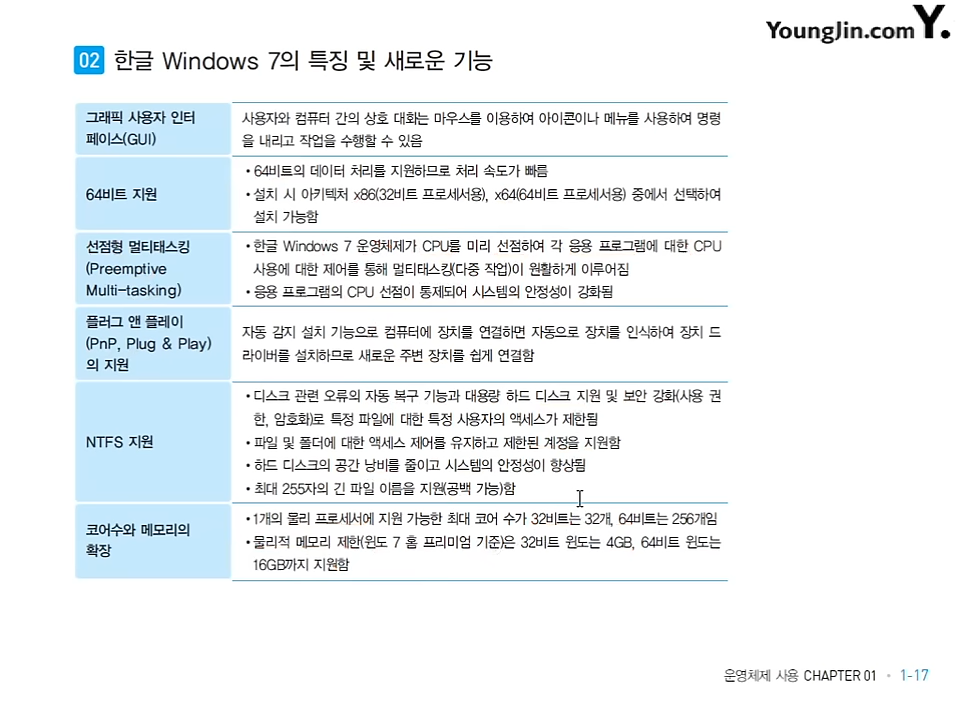 YoungJin.com Y.
02 한글 Windows 7의 특징 및 새로운 기능
그래픽 사용자 인터
페이스(GUI)
사용자와 컴퓨터 간의 상호 대화는 마우스를 이용하여 아이콘이나 메뉴를 사용하여 명령
을 내리고 작업을 수행할 수 있음
64비트 지원
• 64비트의 데이터 처리를 지원하므로 처리 속도가 빠름
• 설치 시 아키텍처 x86(32비트 프로세서용), x64(64비트 프로세서용) 중에서 선택하여
설치 가능함
선점형 멀티태스킹
(Preemptive
Multi-tasking)
• 한글 Windows 7 운영체제가 CPU를 미리 선점하여 각 응용 프로그램에 대한 CPU
사용에 대한 제어를 통해 멀티태스킹(다중 작업)이 원활하게 이루어짐
• 응용 프로그램의 CPU 선점이 통제되어 시스템의 안정성이 강화됨
플러그 앤 플레이
(PnP, Plug & Play)
의 지원
자동 감지 설치 기능으로 컴퓨터에 장치를 연결하면 자동으로 장치를 인식하여 장치 드
라이버를 설치하므로 새로운 주변 장치를 쉽게 연결함
NTFS 지원
• 디스크 관련 오류의 자동 복구 기능과 대용량 하드 디스크 지원 및 보안 강화(사용 권
한, 암호화)로 특정 파일에 대한 특정 사용자의 액세스가 제한됨
• 파일 및 폴더에 대한 액세스 제어를 유지하고 제한된 계정을 지원함
• 하드 디스크의 공간 낭비를 줄이고 시스템의 안정성이 향상됨
• 최대 255자의 긴 파일 이름을 지원(공백 가능)함
코어수와 메모리의
확장
• 1개의 물리 프로세서에 지원 가능한 최대 코어 수가 32비트는 32개, 64비트는 256개임
• 물리적 메모리 제한(윈도 7 홈 프리미엄 기준)은 32비트 윈도는 4GB, 64비트 윈도는
16GB까지 지원함
운영체제 사용 CHAPTER 01 • 1-17